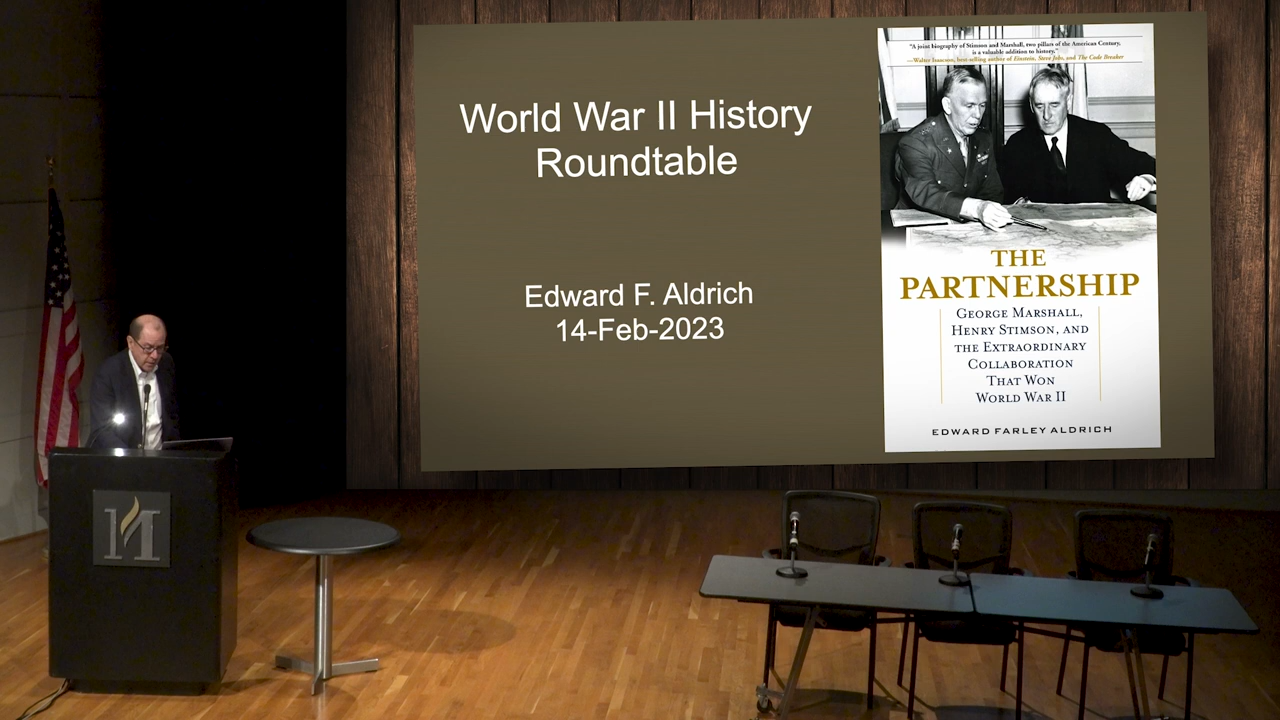 World War II History
Roundtable
Edward F. Aldrich
14-Feb-2023
"A joint biography of Stimson and Marshall, two pillars of the American Century,
is a valuable addition to history."
—Walter Isaacson, best-selling author of Einstein, Steve Jobs, and The Code Breaker
THE
PARTNERSHIP
GEORGE MARSHALL,
HENRY STIMSON, AND
THE EXTRAORDINARY
COLLABORATION
THAT WON
WORLD WAR II
EDWARD FARLEY ALDRICH
M